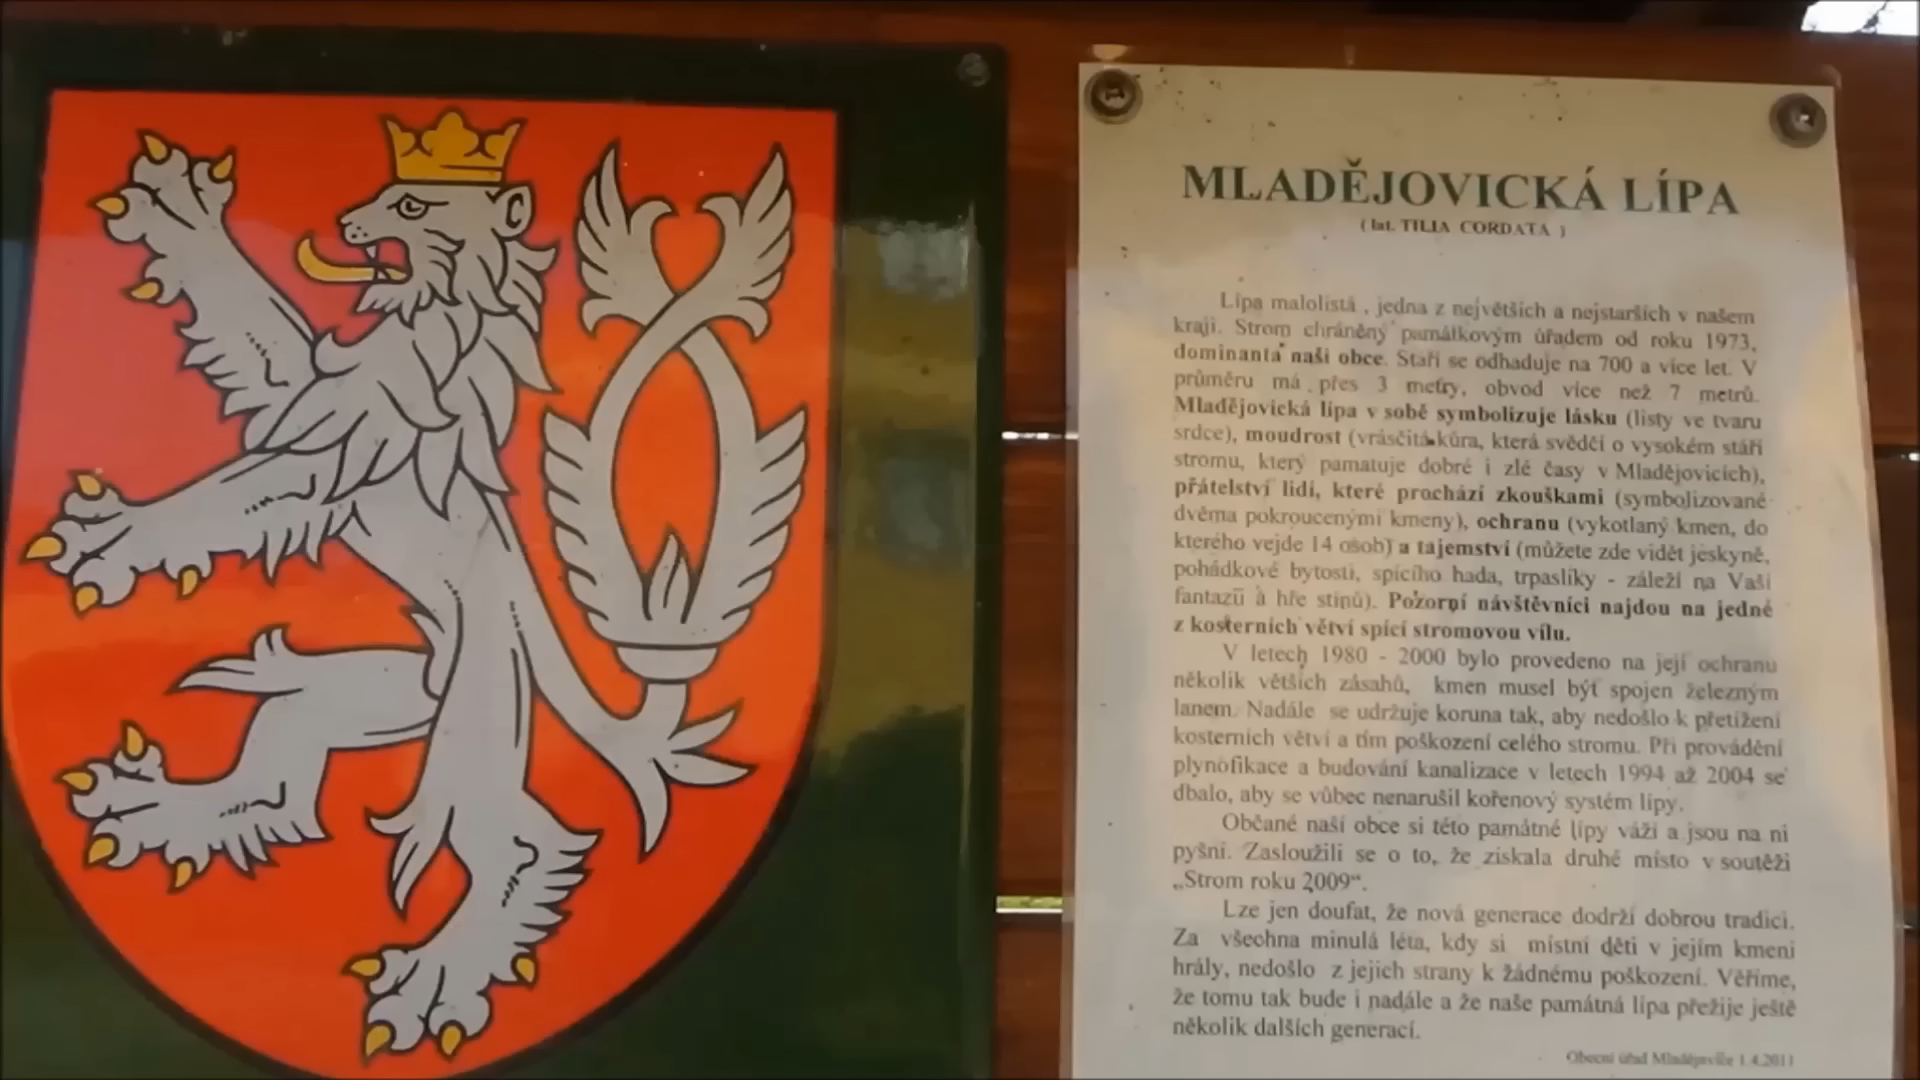 MLADĚJOVICKÁ LÍPA
( lat. TILIA CORDATA )
Lípa malolistá , jedna z největších a nejstarších v našem
kraji. Strom chráněný památkovým úřadem od roku 1973,
dominanta naši obce. Stáří se odhaduje na 700 a více let. V
průměru má přes 3 metry, obvod více než 7 metrů.
Mladějovická lípa v sobě symbolizuje lásku (listy ve tvaru
srdce), moudrost (vrásčitá kůra, která svědčí o vysokém stáří
stromu, který pamatuje dobré i zlé časy v Mladějovicích),
přátelství lidí, které prochází zkouškami (symbolizované
dvěma pokroucenými kmeny), ochranu (vykotlaný kmen, do
kterého vejde 14 osob) a tajemství (můžete zde vidět jeskyně,
pohádkové bytosti, spícího hada, trpaslíky - záleží na Vaší
fantazii a hře stínů). Pozorní návštěvníci najdou na jedné
z kosterních větví spící stromovou vílu.
V letech 1980 - 2000 bylo provedeno na její ochranu
několik větších zásahů, kmen musel být spojen železným
lanem. Nadále se udržuje koruna tak, aby nedošlo k přetížení
kosterních větví a tím poškození celého stromu. Při provádění
plynofikace a budování kanalizace v letech 1994 až 2004 se
dbalo, aby se vůbec nenarušil kořenový systém lípy.
Občané naší obce si této památné lípy váží a jsou na ni
pyšní. Zasloužili se o to, že získala druhé místo v soutěži
„Strom roku 2009“.
Lze jen doufat, že nová generace dodrží dobrou tradici.
Za všechna minulá léta, kdy si místní děti v jejím kmeni
hrály, nedošlo z jejich strany k žádnému poškození. Věříme,
že tomu tak bude i nadále a že naše památná lípa přežije ještě
několik dalších generací.
Obecní úřad Mladějovice 1.4.2011